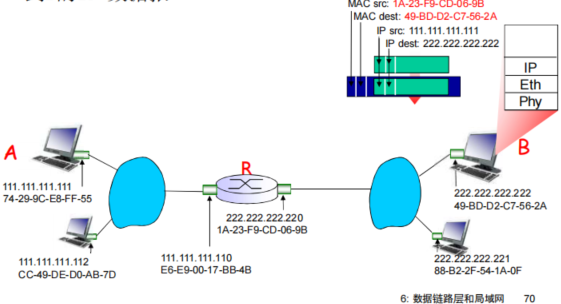 MAC src: 1A-23-F9-CD-06-9B
MAC dest: 49-BD-D2-C7-56-2A
IP src: 111.111.111.111
IP dest: 222.222.222.222
IP
Eth
Phy
A
R
B
111.111.111.111
74-29-9C-E8-FF-55
222.222.222.222
49-BD-D2-C7-56-2A
222.222.222.220
1A-23-F9-CD-06-9B
111.111.111.112
CC-49-DE-D0-AB-7D
111.111.111.110
E6-E9-00-17-BB-4B
222.222.222.221
88-B2-2F-54-1A-0F
6: 数据链路层和局域网 70